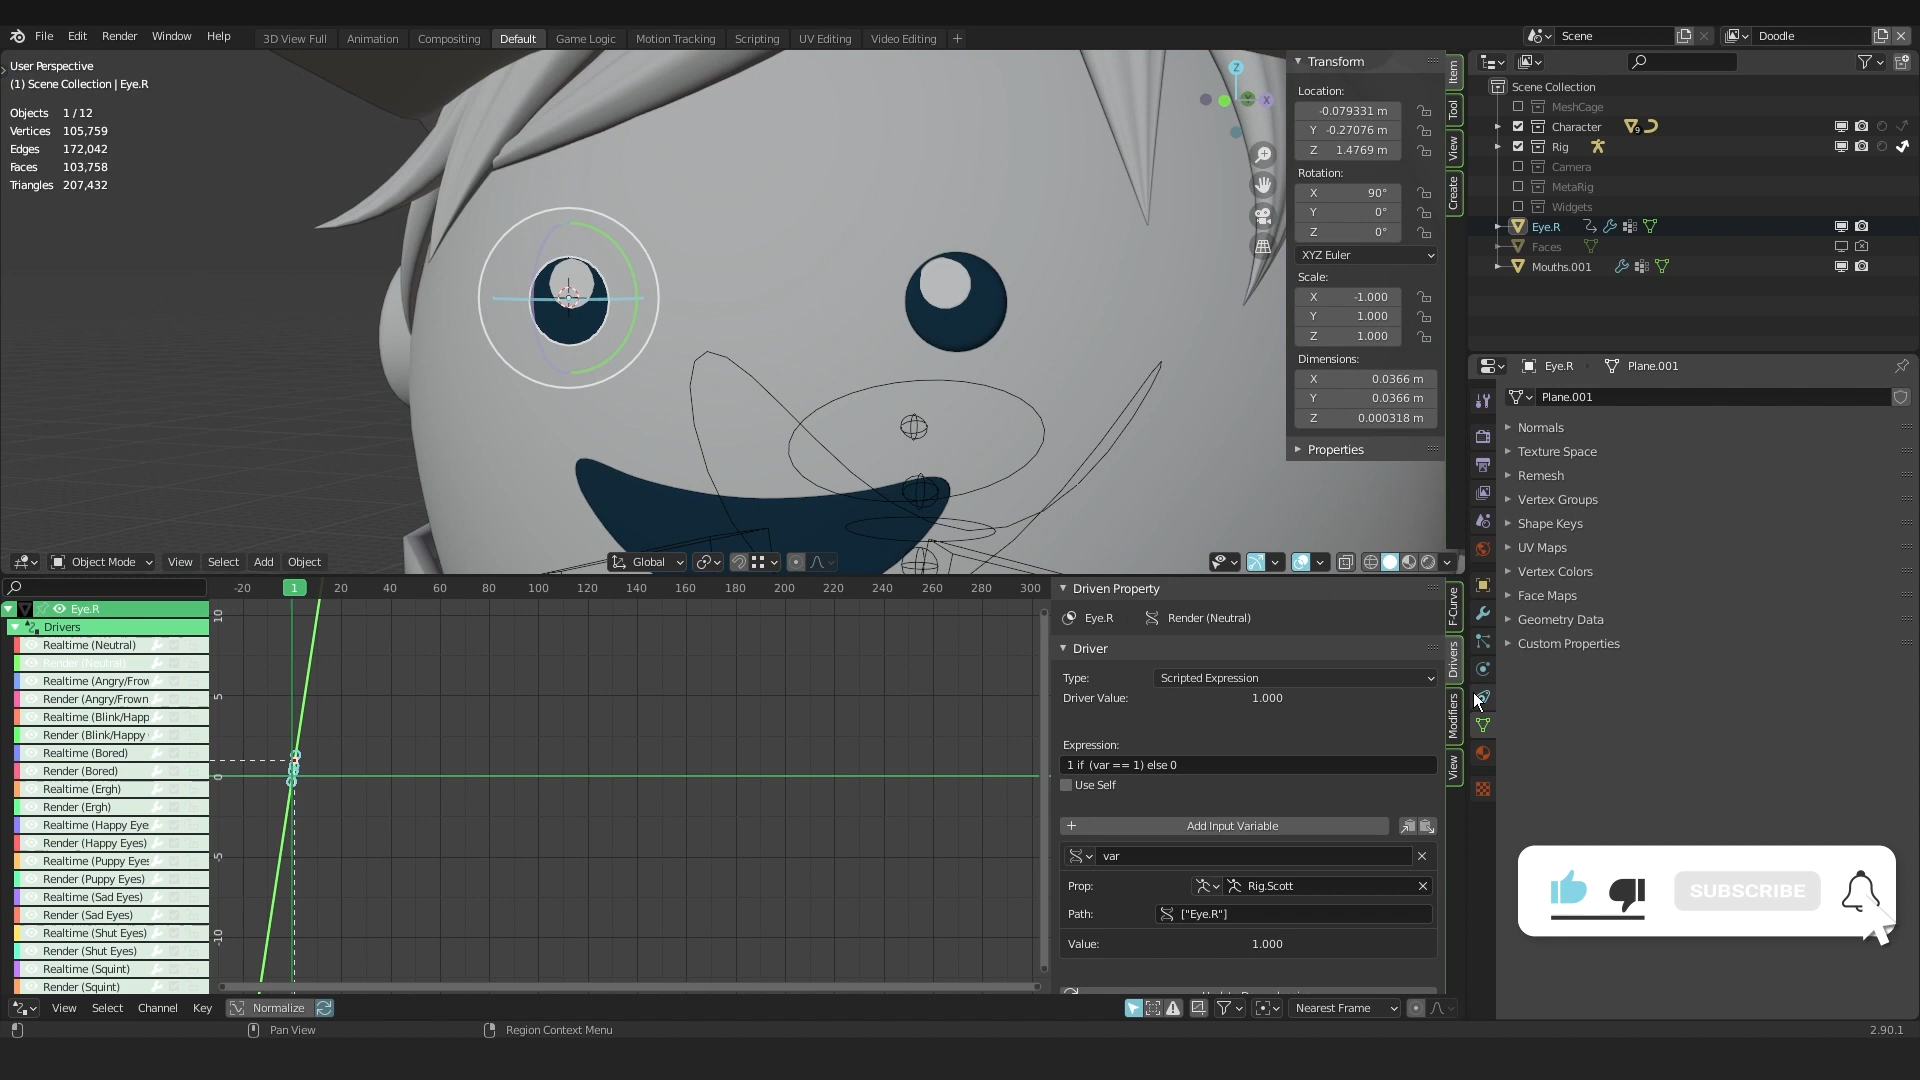 File Edit Render Window Help
3D View Full Animation Compositing Default Game Logic Motion Tracking Scripting UV Editing Video Editing +
Scene
Doodle
User Perspective
(1) Scene Collection | Eye.R
Objects 1 / 12
Vertices 105,759
Edges 172,042
Faces 103,758
Triangles 207,432
Z
X
Transform
Location:
-0.079331 m
Y -0.27076 m
Z 1.4769 m
Rotation:
X 90°
Y 0°
Z 0°
XYZ Euler
Scale:
X -1.000
Y 1.000
Z 1.000
Dimensions:
X 0.0366 m
Y 0.0366 m
Z 0.000318 m
Properties
Item
Tool
View
Create
Scene Collection
MeshCage
Character
9
Rig
Camera
MetaRig
Widgets
Eye.R
Faces
Mouths.001
Eye.R Plane.001
Plane.001
Normals
Texture Space
Remesh
Vertex Groups
Shape Keys
UV Maps
Vertex Colors
Face Maps
Geometry Data
Custom Properties
Object Mode View Select Add Object
Global
-20 1 20 40 60 80 100 120 140 160 180 200 220 240 260 280 300
10
5
0
-5
-10
Eye.R
Drivers
Realtime (Neutral)
Render (Neutral)
Realtime (Angry/Frow
Render (Angry/Frown
Realtime (Blink/Happ
Render (Blink/Happy
Realtime (Bored)
Render (Bored)
Realtime (Ergh)
Render (Ergh)
Realtime (Happy Eye
Render (Happy Eyes)
Realtime (Puppy Eyes
Render (Puppy Eyes)
Realtime (Sad Eyes)
Render (Sad Eyes)
Realtime (Shut Eyes)
Render (Shut Eyes)
Realtime (Squint)
Render (Squint)
Driven Property
Eye.R Render (Neutral)
Driver
Type: Scripted Expression
Driver Value: 1.000
Expression:
1 if (var == 1) else 0
Use Self
+ Add Input Variable
var
Prop: Rig.Scott
Path: ["Eye.R"]
Value: 1.000
F-Curve
Drivers
Modifiers
View
SUBSCRIBE
View Select Channel Key Normalize
Nearest Frame
Pan View
Region Context Menu
2.90.1